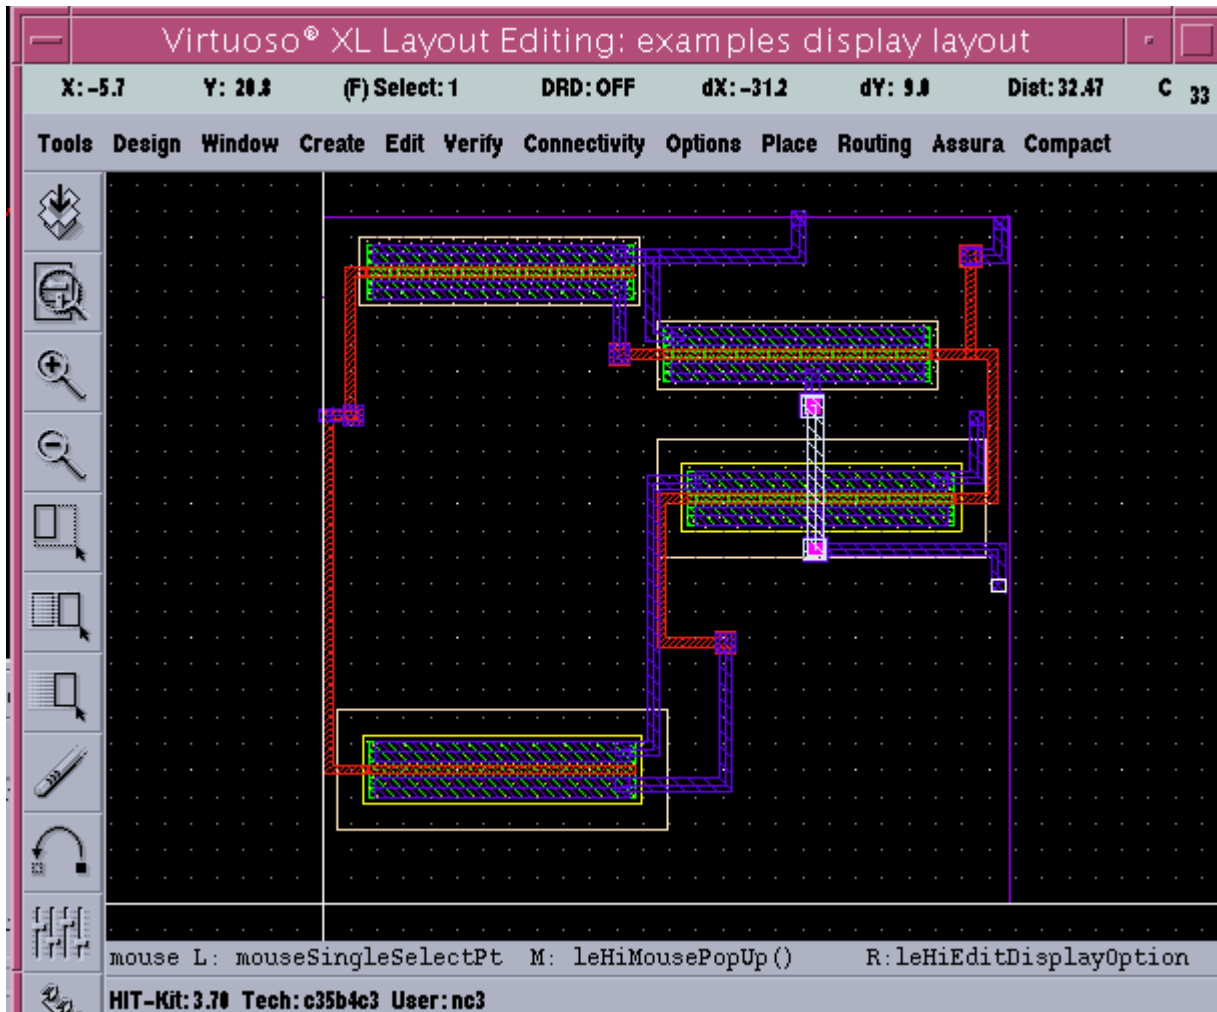 Virtuoso® XL Layout Editing: examples display layout
X:-5.7 Y: 20.8 (F) Select: 1 DRD: OFF dX: -31.2 dY: 9.0 Dist: 32.47 C 33
Tools Design Window Create Edit Verify Connectivity Options Place Routing Assura Compact
mouse L: mouseSingleSelectPt M: leHiMousePopUp() R:leHiEditDisplayOption
HIT-Kit: 3.70 Tech: c35b4c3 User: nc3